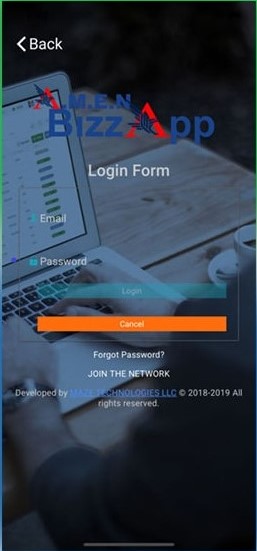 Back
A.M.E.N
BizzApp
Login Form
Email
Password
Login
Cancel
Forgot Password?
JOIN THE NETWORK
Developed by MAZE TECHNOLOGIES LLC © 2018-2019 All
rights reserved.